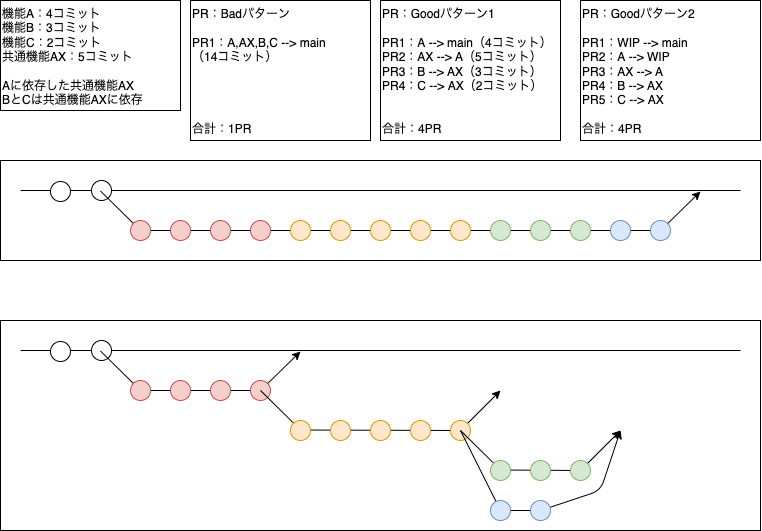 機能A：4コミット
機能B：3コミット
機能C：2コミット
共通機能AX：5コミット
Aに依存した共通機能AX
BとCは共通機能AXに依存
PR：Badパターン
PR1：A,AX,B,C --> main
（14コミット）
合計：1PR
PR：Goodパターン1
PR1：A --> main（4コミット）
PR2：AX --> A（5コミット）
PR3：B --> AX（3コミット）
PR4：C --> AX（2コミット）
合計：4PR
PR：Goodパターン2
PR1：WIP --> main
PR2：A --> WIP
PR3：AX --> A
PR4：B --> AX
PR5：C --> AX
合計：4PR